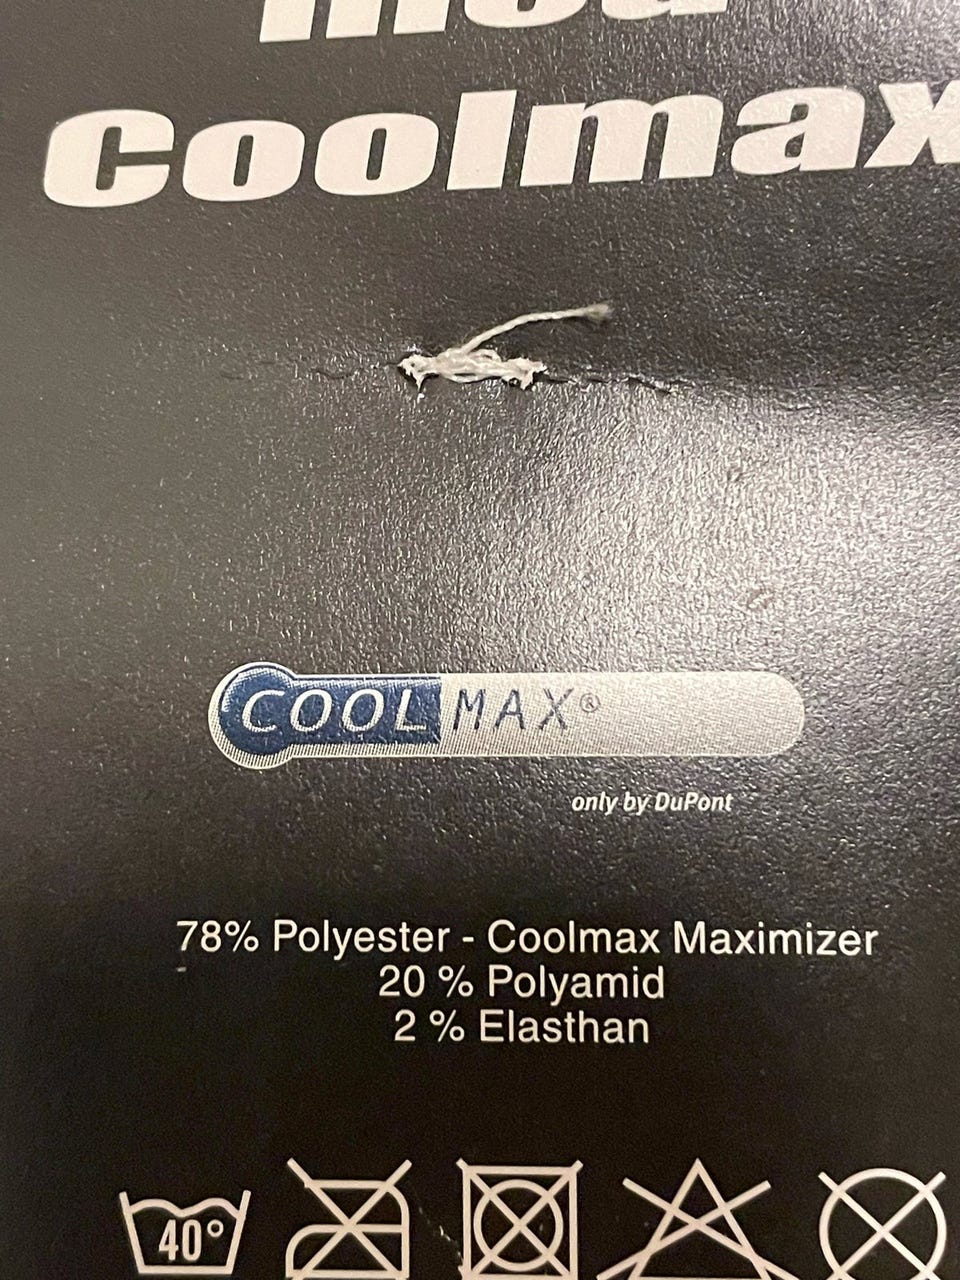 Coolmax
COOLMAX®
only by DuPont
78% Polyester - Coolmax Maximizer
20 % Polyamid
2 % Elasthan
40°